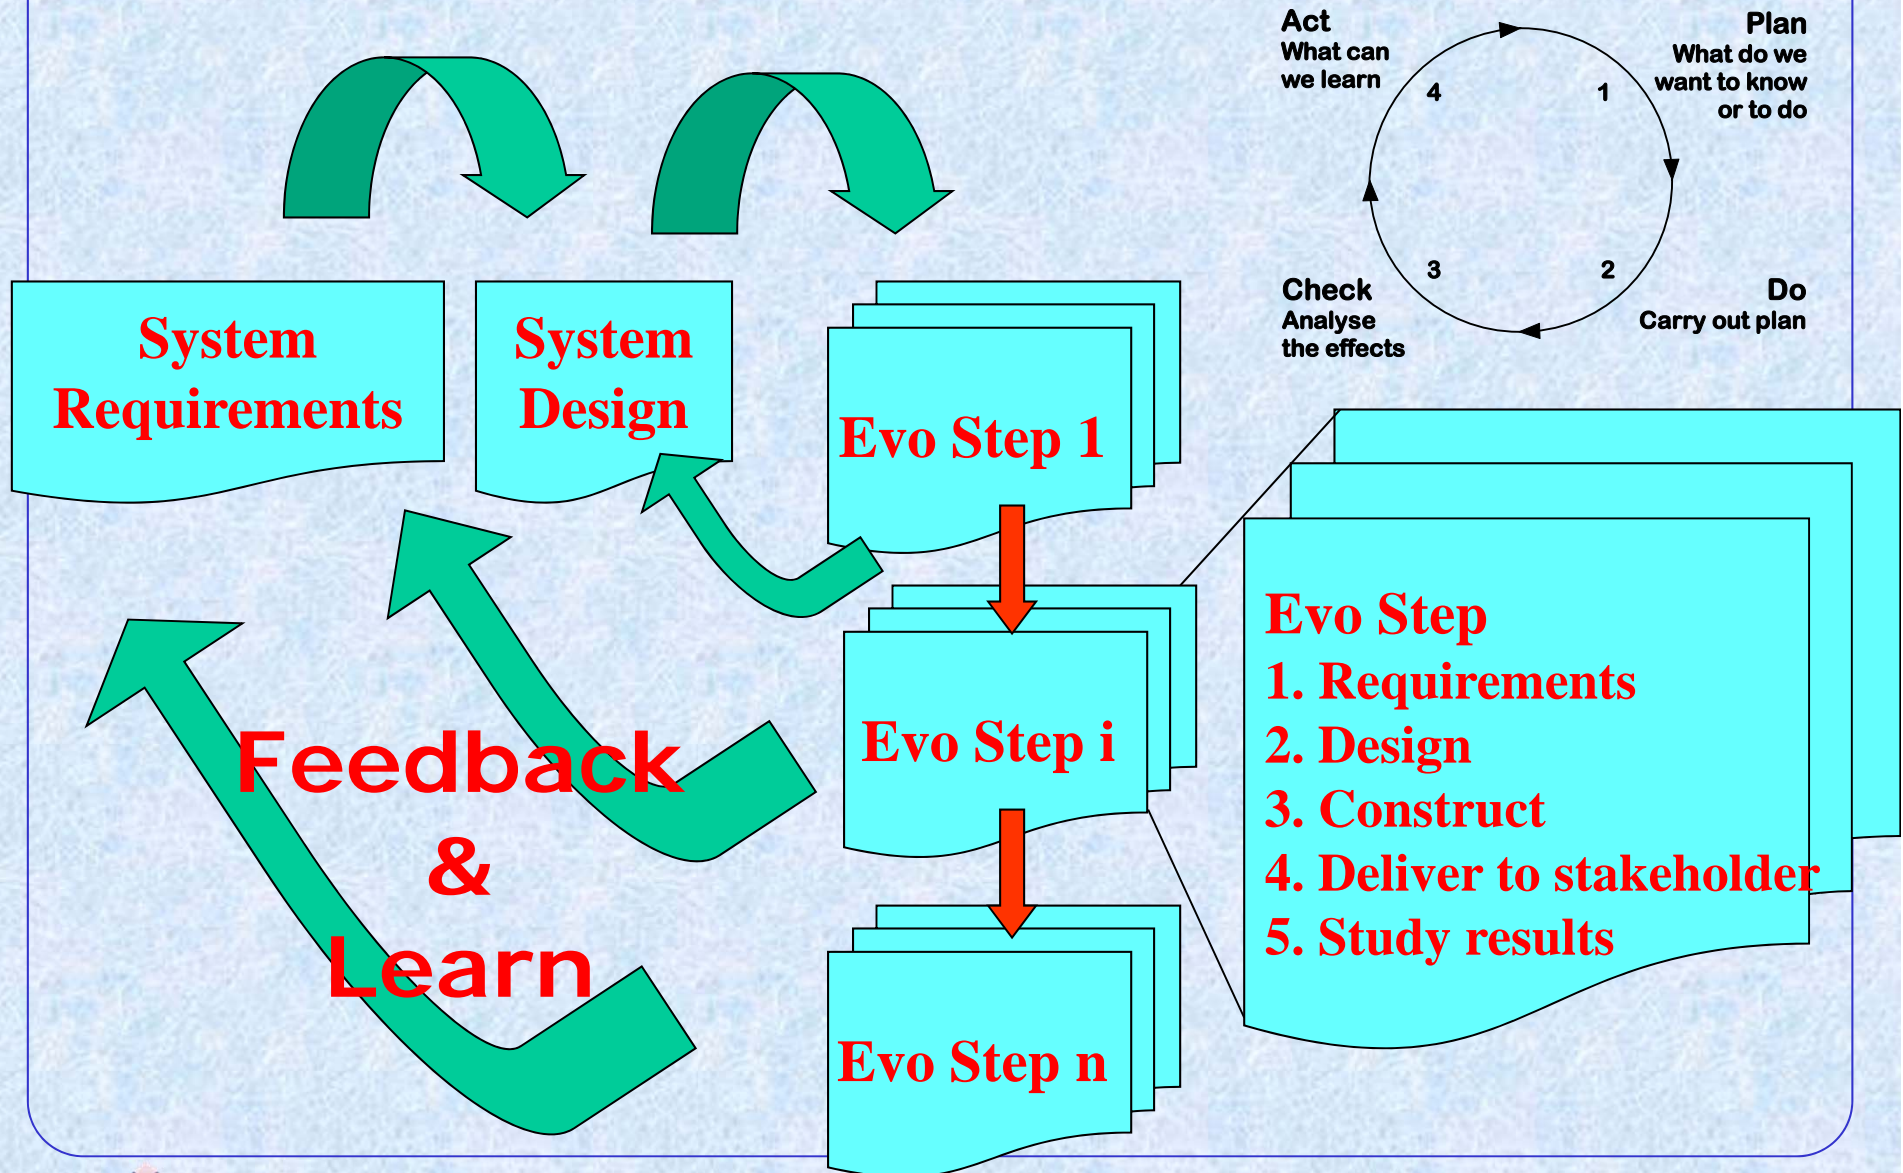 Act
What can
we learn
Plan
What do we
want to know
or to do
4
1
3
2
Check
Analyse
the effects
Do
Carry out plan
System
Requirements
System
Design
Evo Step 1
Evo Step i
Evo Step n
Feedback
&
Learn
Evo Step
1. Requirements
2. Design
3. Construct
4. Deliver to stakeholder
5. Study results